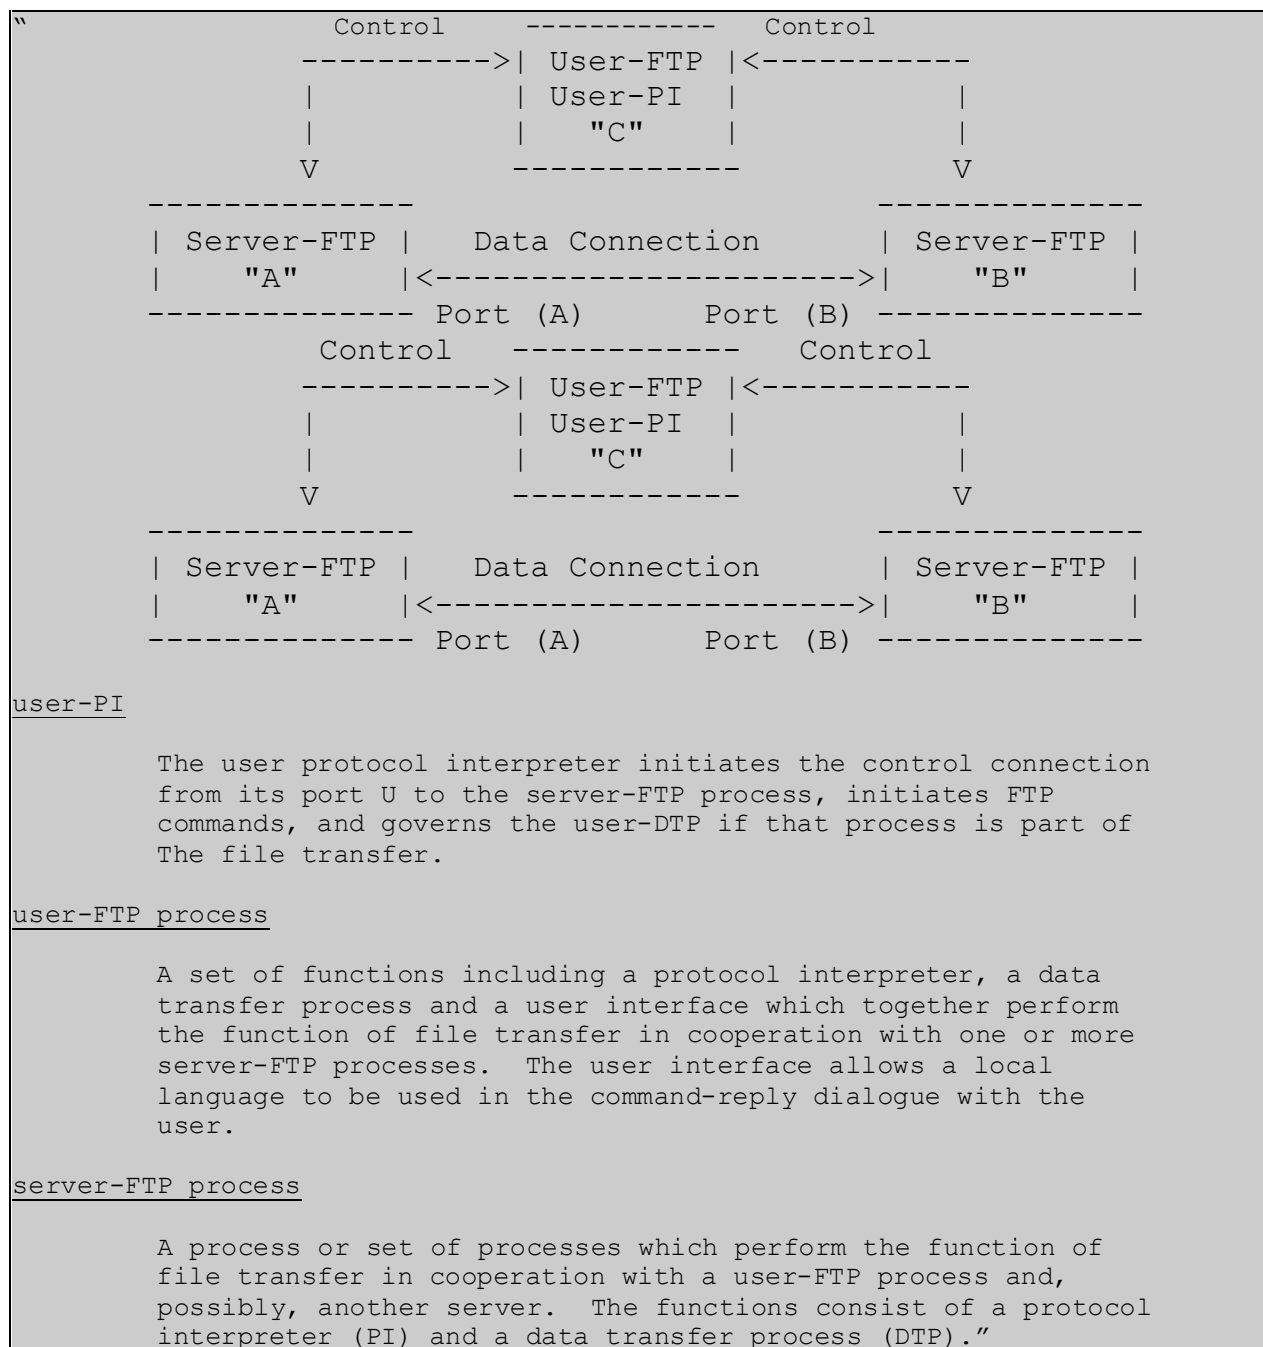 “ Control ------------ Control
---------->| User-FTP |<-----------
| | User-PI | |
| | "C" | |
V ------------ V
-------------- --------------
| Server-FTP | Data Connection | Server-FTP |
| "A" |<---------------------->| "B" |
-------------- Port (A) Port (B) --------------
Control ------------ Control
---------->| User-FTP |<-----------
| | User-PI | |
| | "C" | |
V ------------ V
-------------- --------------
| Server-FTP | Data Connection | Server-FTP |
| "A" |<---------------------->| "B" |
-------------- Port (A) Port (B) --------------
user-PI
The user protocol interpreter initiates the control connection
from its port U to the server-FTP process, initiates FTP
commands, and governs the user-DTP if that process is part of
The file transfer.
user-FTP process
A set of functions including a protocol interpreter, a data
transfer process and a user interface which together perform
the function of file transfer in cooperation with one or more
server-FTP processes. The user interface allows a local
language to be used in the command-reply dialogue with the
user.
server-FTP process
A process or set of processes which perform the function of
file transfer in cooperation with a user-FTP process and,
possibly, another server. The functions consist of a protocol
interpreter (PI) and a data transfer process (DTP).”